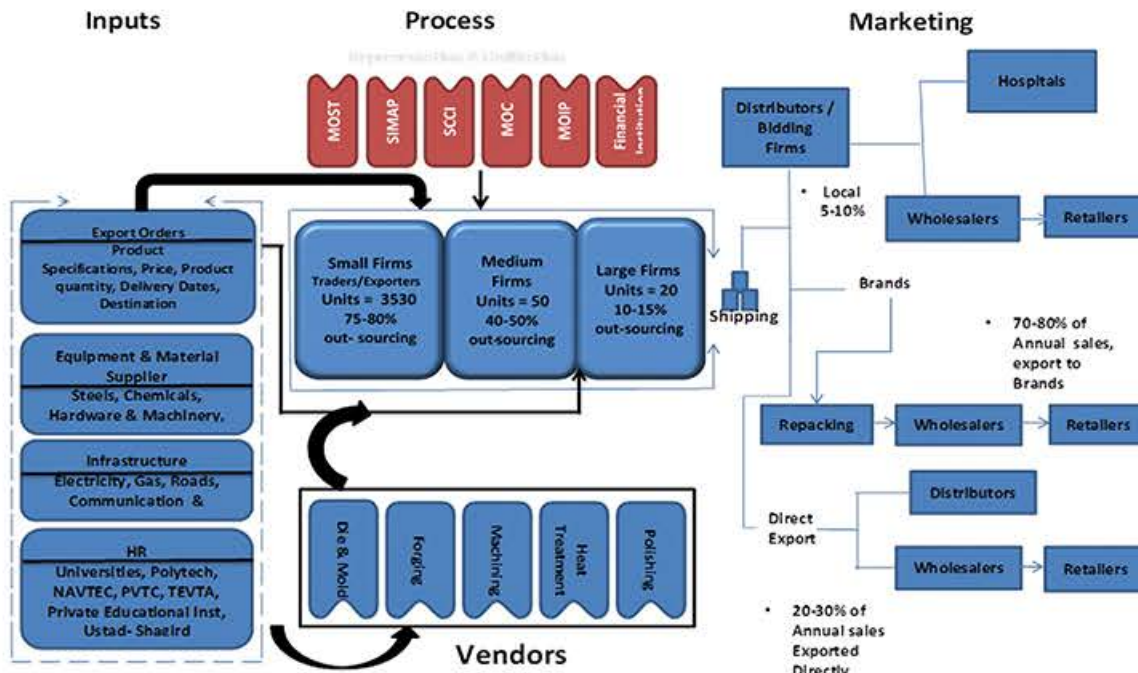 Inputs
Process
Marketing
MOST
SIMAP
SCCI
MOC
MOIP
Financial
Institution
Export Orders
Product
Specifications, Price, Product
quantity, Delivery Dates,
Destination
Equipment & Material
Supplier
Steels, Chemicals,
Hardware & Machinery,
Infrastructure
Electricity, Gas, Roads,
Communication &
HR
Universities, Polytech,
NAVTEC, PVTC, TEVTA,
Private Educational Inst,
Ustad- Shagird
Small Firms
Traders/Exporters
Units = 3530
75-80%
out- sourcing
Medium
Firms
Units = 50
40-50%
out-sourcing
Large Firms
Units = 20
10-15%
out-sourcing
Die & Mold
Forging
Machining
Heat
Treatment
Polishing
Vendors
Shipping
Distributors /
Bidding
Firms
Hospitals
• Local
5-10%
Wholesalers
Retailers
Brands
• 70-80% of
Annual sales,
export to
Brands
Repacking
Wholesalers
Retailers
Direct
Export
Distributors
Wholesalers
Retailers
• 20-30% of
Annual sales
Exported
Directly